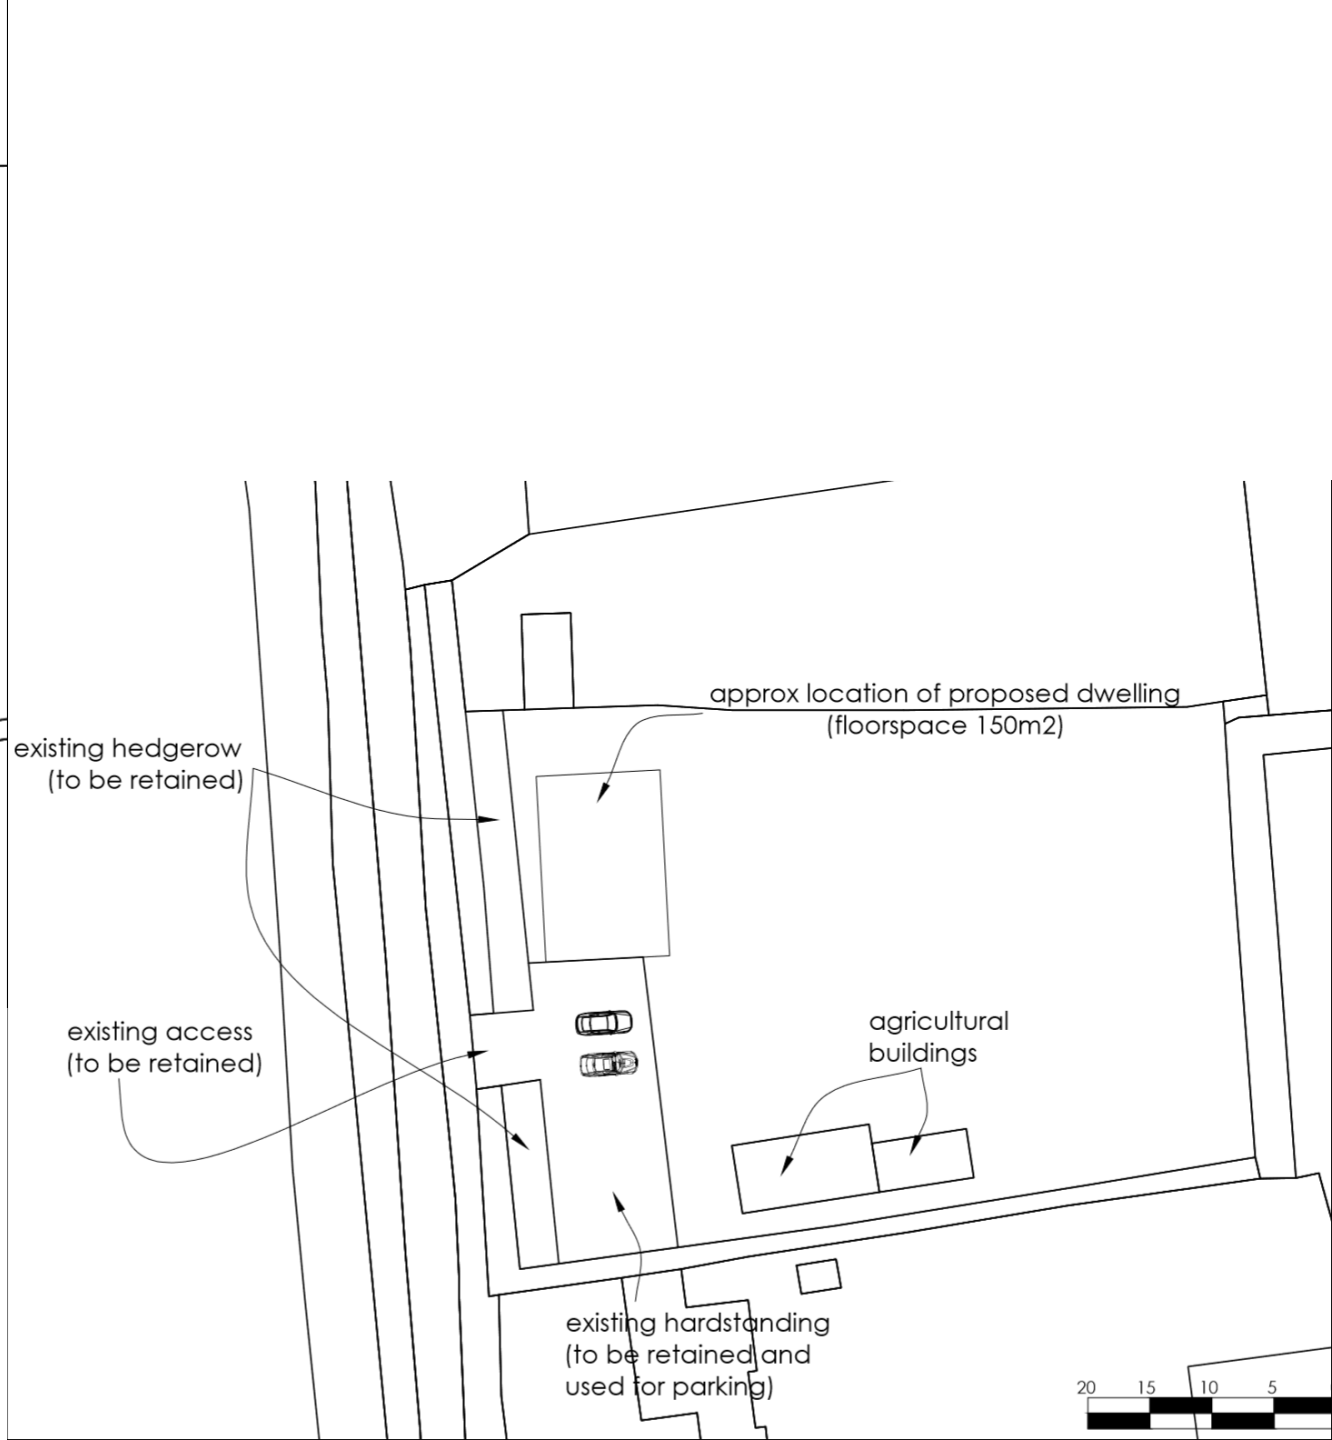 approx location of proposed dwelling
(floorspace 150m2)
existing hedgerow
(to be retained)
existing access
(to be retained)
agricultural
buildings
existing hardstanding
(to be retained and
used for parking)
20 15 10 5